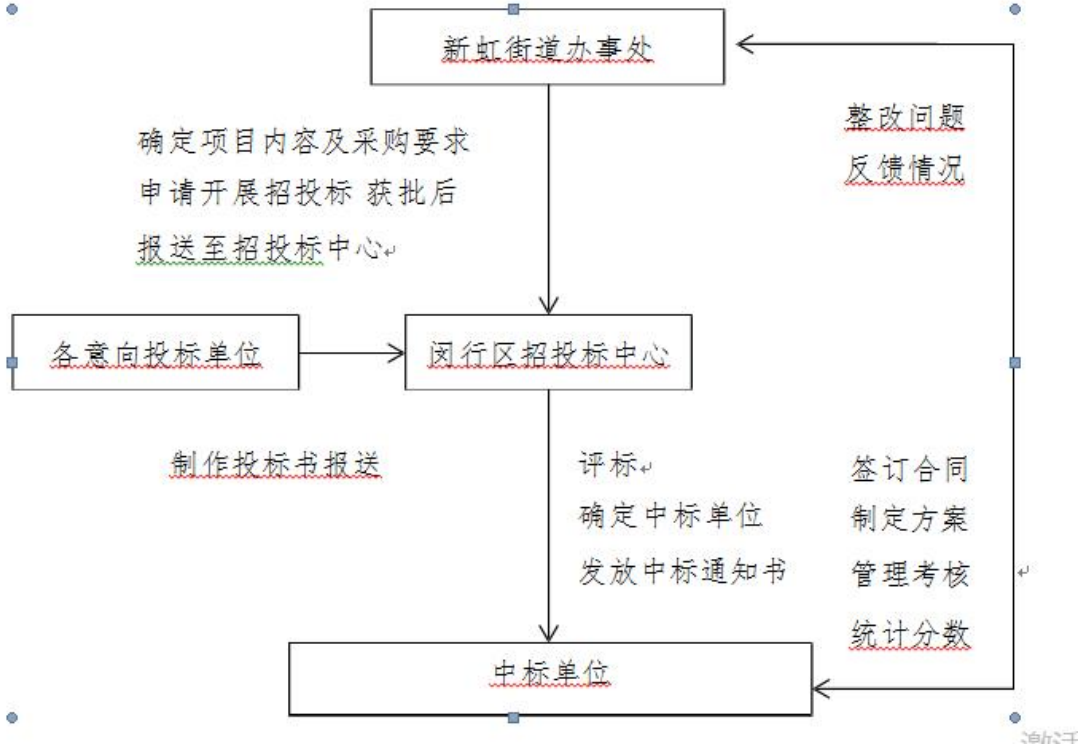 新虹街道办事处
整改问题
反馈情况
确定项目内容及采购要求
申请开展招投标 获批后
报送至招投标中心
各意向投标单位
闵行区招投标中心
制作投标书报送
评标
确定中标单位
发放中标通知书
签订合同
制定方案
管理考核
统计分数
中标单位